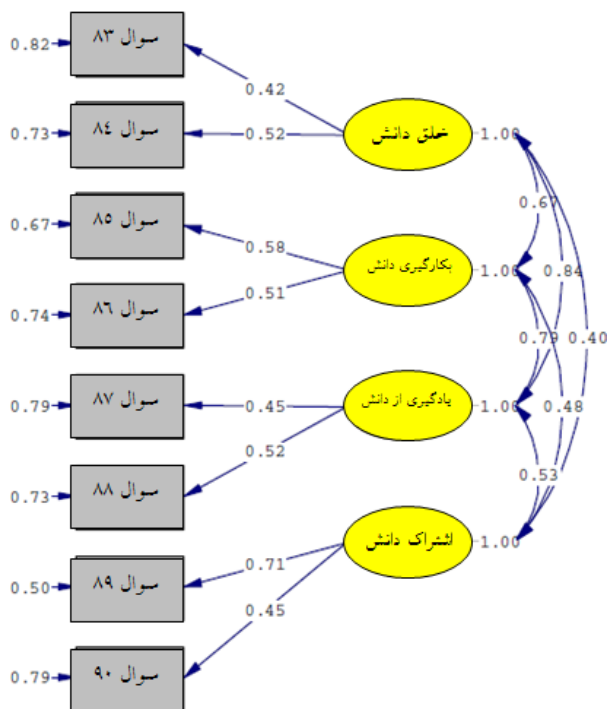 0.82
سوال ۸۳
0.42
0.73
سوال ۸٤
0.52
خلق دانش
1.00
0.67
0.67
سوال ۸۵
0.58
بکارگیری دانش
1.00
0.84
0.74
سوال ۸٦
0.51
0.79
0.40
0.79
سوال ۸۷
0.45
یادگیری از دانش
1.00
0.48
0.73
سوال ۸۸
0.52
0.53
اشتراک دانش
1.00
0.50
سوال ۸۹
0.71
0.45
0.79
سوال ۹۰